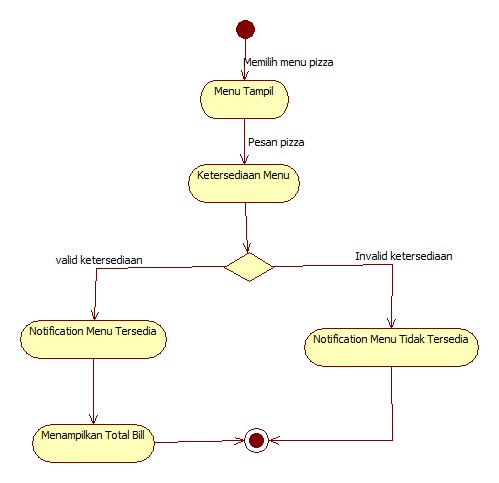 Memilih menu pizza
Menu Tampil
Pesan pizza
Ketersediaan Menu
valid ketersediaan
Invalid ketersediaan
Notification Menu Tersedia
Notification Menu Tidak Tersedia
Menampilkan Total Bill